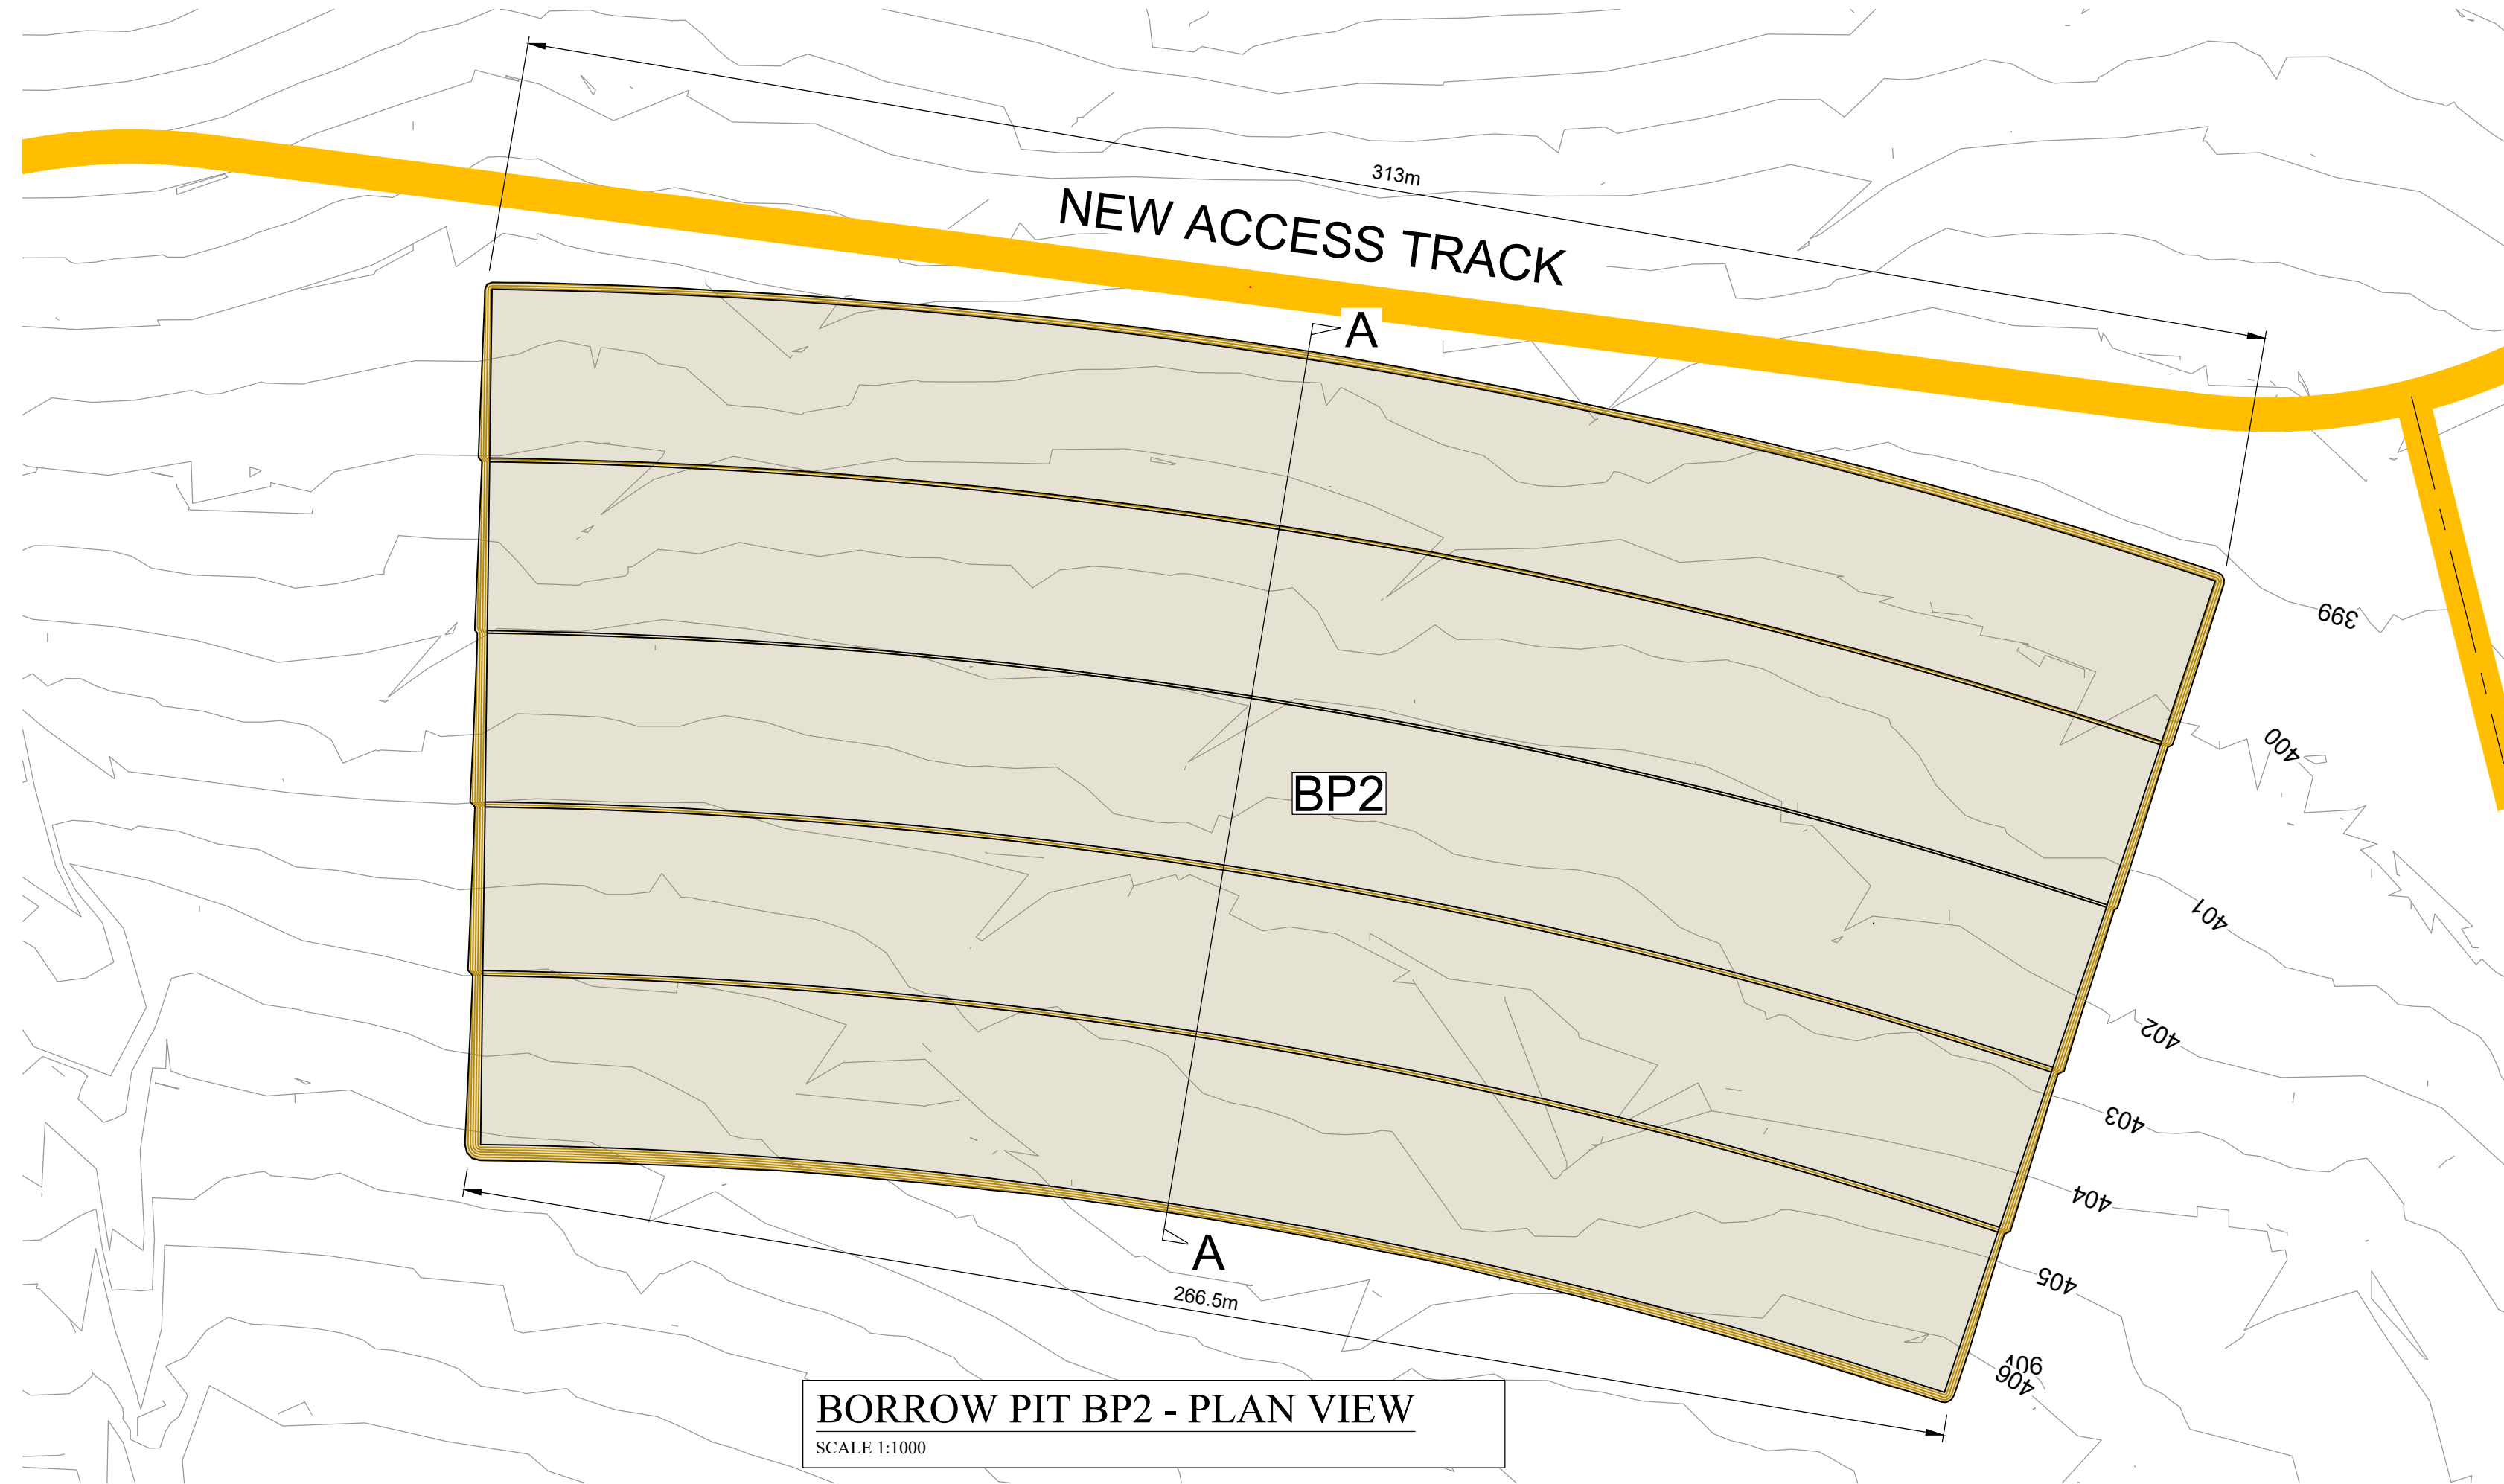 313m
NEW ACCESS TRACK
A
399
400
BP2
401
402
403
404
A
405
266.5m
406
406
BORROW PIT BP2 - PLAN VIEW
SCALE 1:1000